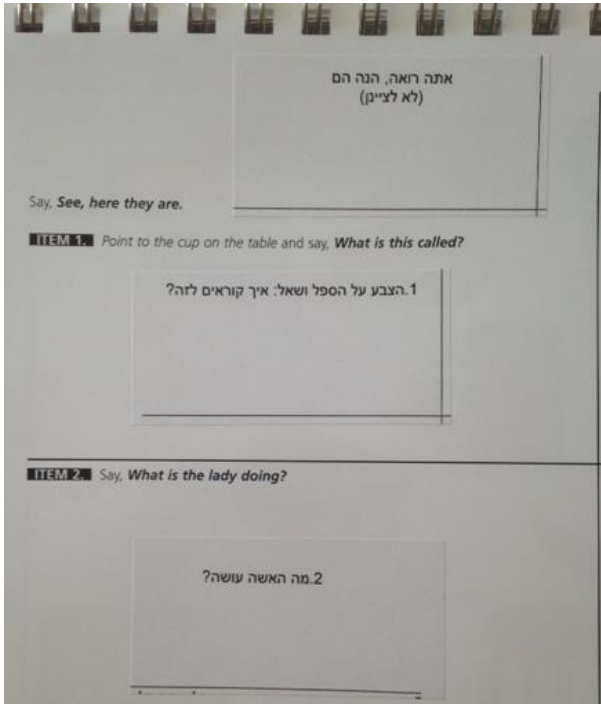 אתה רואה, הנה הם
(לא לציינן)
Say, See, here they are.
ITEM 1. Point to the cup on the table and say, What is this called?
1.הצבע על הספל ושאל: איך קוראים לזה?
ITEM 2. Say, What is the lady doing?
2.מה האשה עושה?